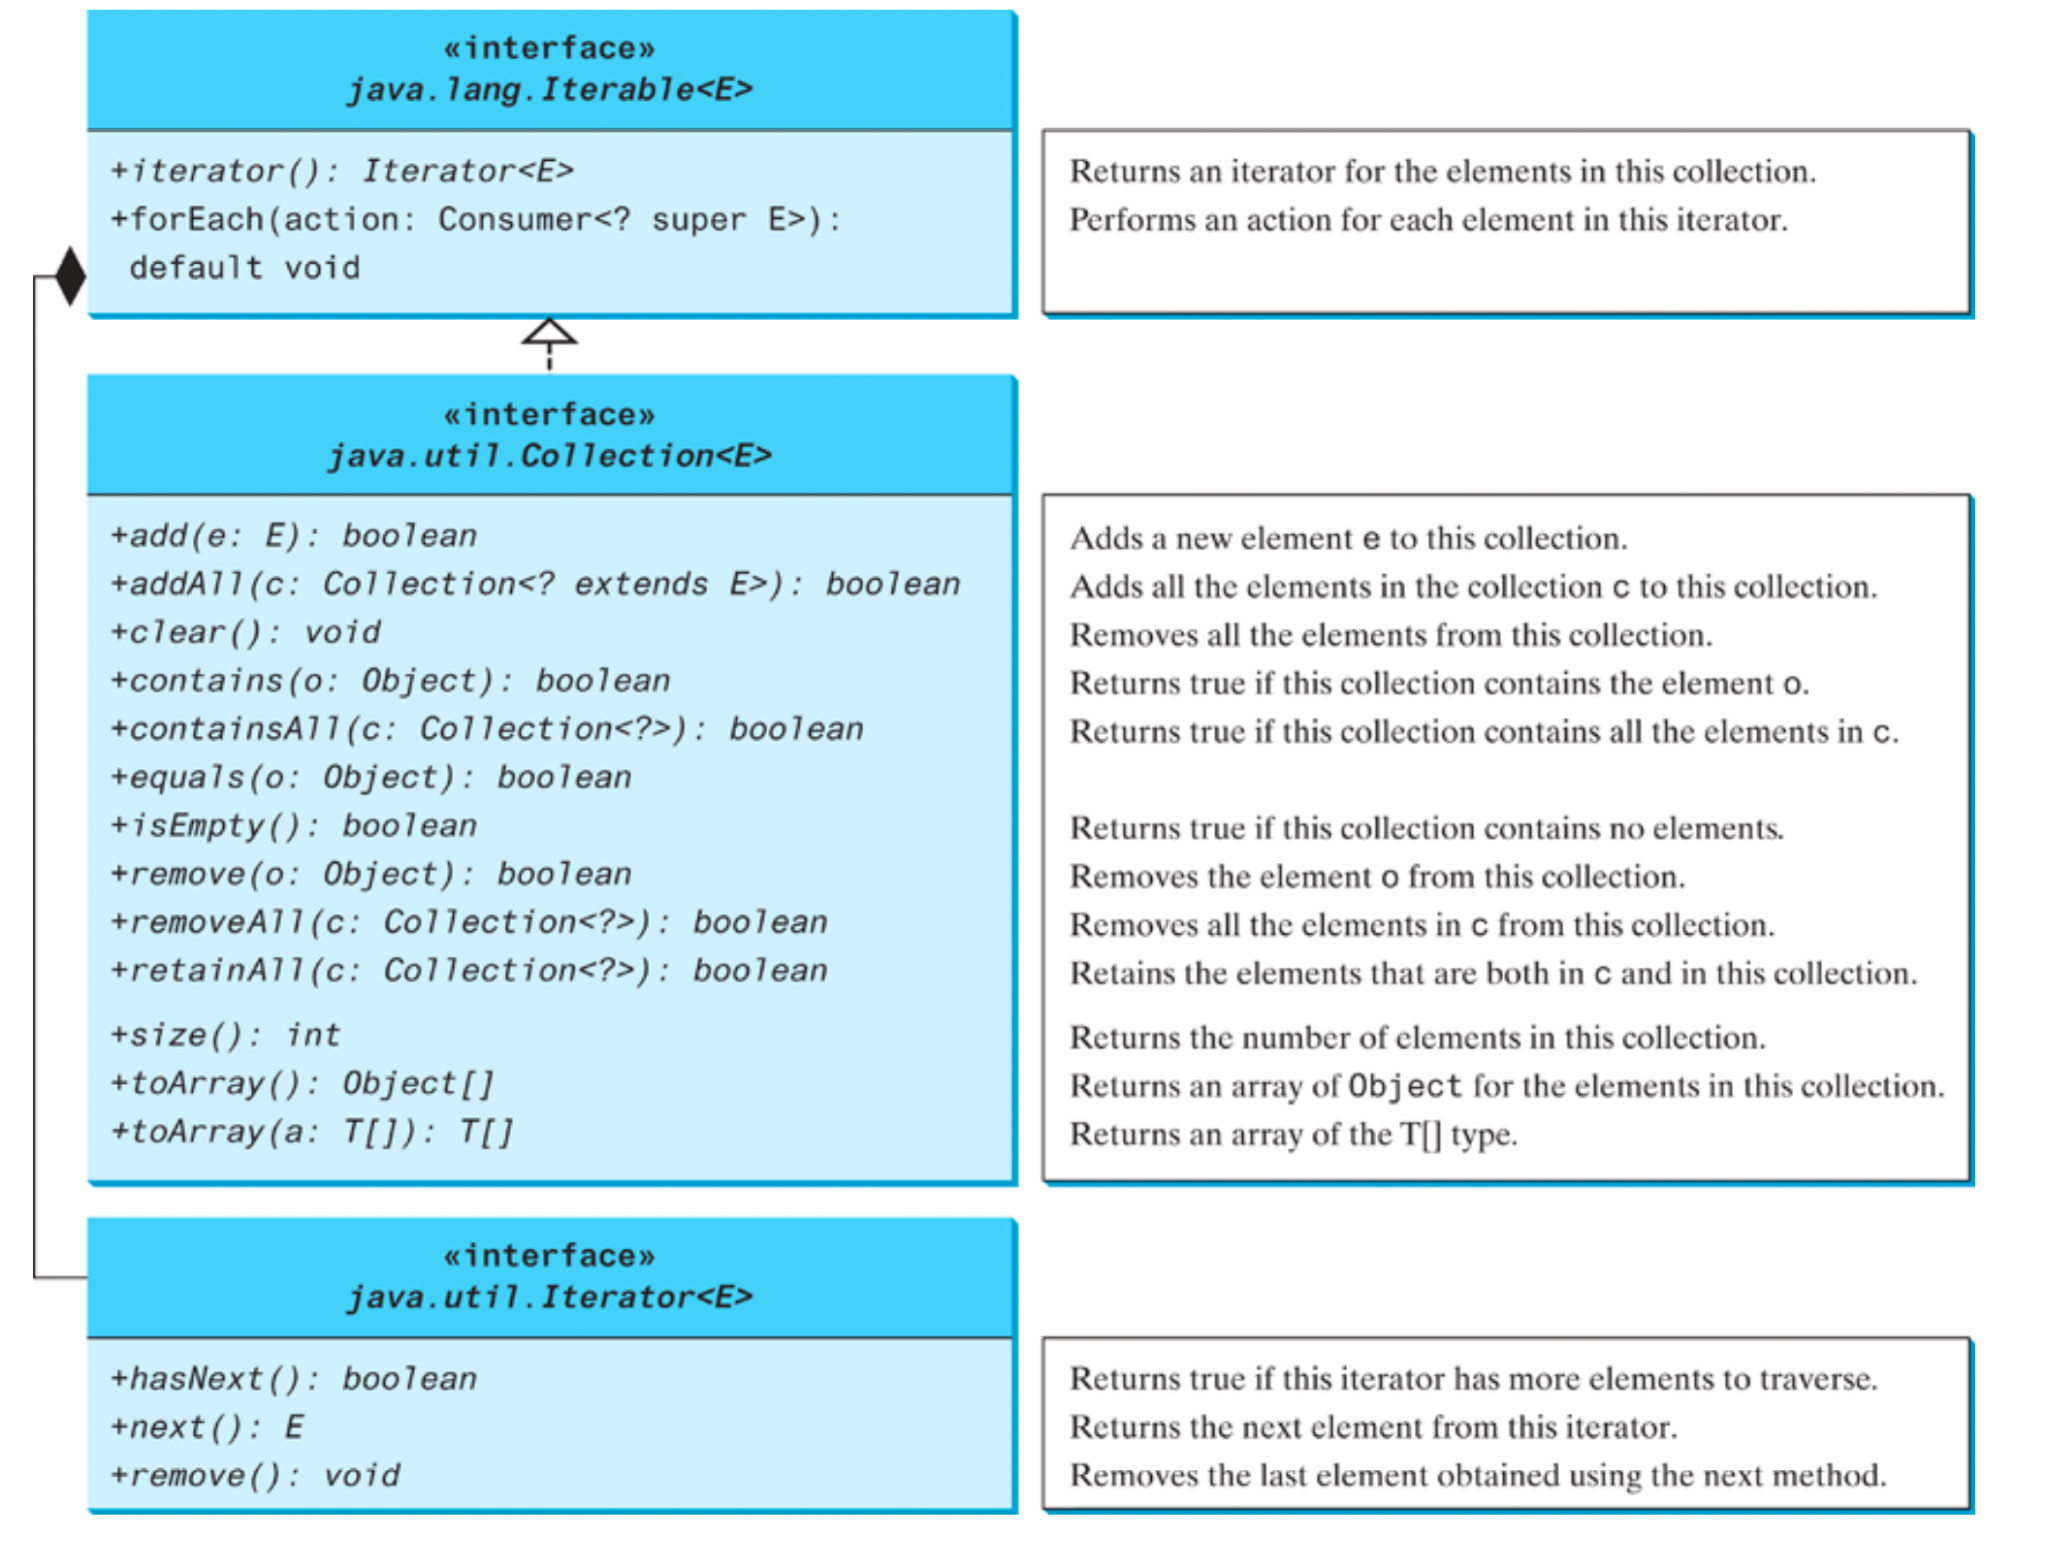 «interface»
java.lang.Iterable<E>
+iterator(): Iterator<E>
Returns an iterator for the elements in this collection.
+forEach(action: Consumer<? super E>):
Performs an action for each element in this iterator.
default void
«interface»
java.util.Collection<E>
+add(e: E): boolean
Adds a new element e to this collection.
+addAll(c: Collection<? extends E>): boolean
Adds all the elements in the collection c to this collection.
+clear(): void
Removes all the elements from this collection.
+contains(o: Object): boolean
Returns true if this collection contains the element o.
+containsAll(c: Collection<?>): boolean
Returns true if this collection contains all the elements in c.
+equals(o: Object): boolean
+isEmpty(): boolean
Returns true if this collection contains no elements.
+remove(o: Object): boolean
Removes the element o from this collection.
+removeAll(c: Collection<?>): boolean
Removes all the elements in c from this collection.
+retainAll(c: Collection<?>): boolean
Retains the elements that are both in c and in this collection.
+size(): int
Returns the number of elements in this collection.
+toArray(): Object[]
Returns an array of Object for the elements in this collection.
+toArray(a: T[]): T[]
Returns an array of the T[] type.
«interface»
java.util.Iterator<E>
+hasNext(): boolean
Returns true if this iterator has more elements to traverse.
+next(): E
Returns the next element from this iterator.
+remove(): void
Removes the last element obtained using the next method.